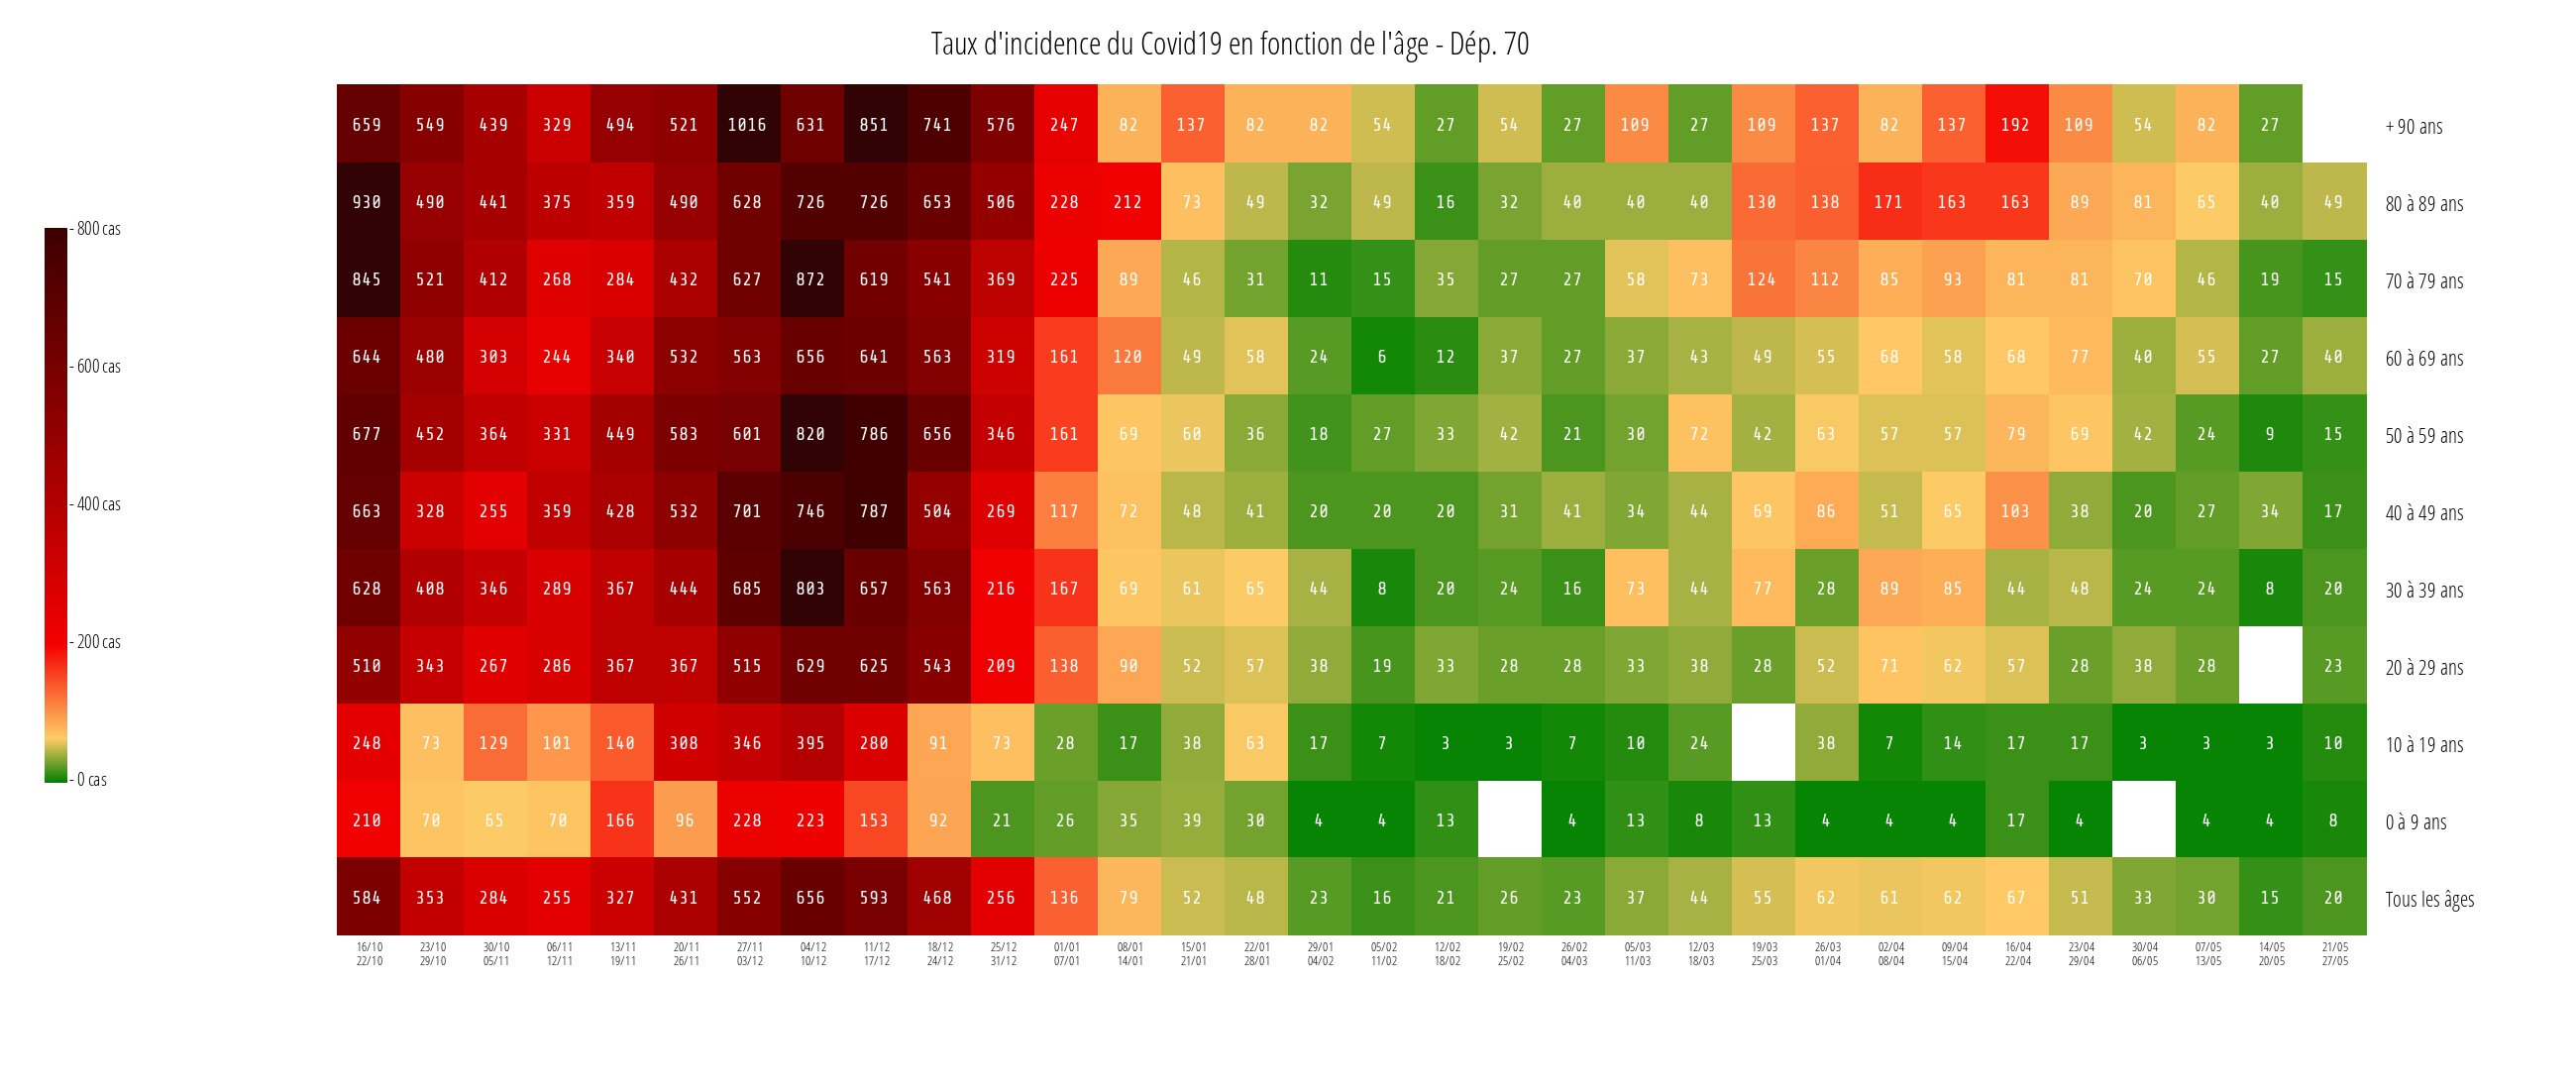 Taux d'incidence du Covid19 en fonction de l'âge - Dép. 70
- 800 cas
- 600 cas
- 400 cas
- 200 cas
- 0 cas
659 549 439 329 494 521 1016 631 851 741 576 247 82 137 82 82 54 27 54 27 109 27 109 137 82 137 192 109 54 82 27 + 90 ans
930 490 441 375 359 490 628 726 726 653 506 228 212 73 49 32 49 16 32 40 40 40 130 138 171 163 163 89 81 65 40 49 80 à 89 ans
845 521 412 268 284 432 627 872 619 541 369 225 89 46 31 11 15 35 27 27 58 73 124 112 85 93 81 81 70 46 19 15 70 à 79 ans
644 480 303 244 340 532 563 656 641 563 319 161 120 49 58 24 6 12 37 27 37 43 49 55 68 58 68 77 40 55 27 40 60 à 69 ans
677 452 364 331 449 583 601 820 786 656 346 161 69 60 36 18 27 33 42 21 30 72 42 63 57 57 79 69 42 24 9 15 50 à 59 ans
663 328 255 359 428 532 701 746 787 504 269 117 72 48 41 20 20 20 31 41 34 44 69 86 51 65 103 38 20 27 34 17 40 à 49 ans
628 408 346 289 367 444 685 803 657 563 216 167 69 61 65 44 8 20 24 16 73 44 77 28 89 85 44 48 24 24 8 20 30 à 39 ans
510 343 267 286 367 367 515 629 625 543 209 138 90 52 57 38 19 33 28 28 33 38 28 52 71 62 57 28 38 28 23 20 à 29 ans
248 73 129 101 140 308 346 395 280 91 73 28 17 38 63 17 7 3 3 7 10 24 38 7 14 17 17 3 3 3 10 10 à 19 ans
210 70 65 70 166 96 228 223 153 92 21 26 35 39 30 4 4 13 4 13 8 13 4 4 4 17 4 4 4 8 0 à 9 ans
584 353 284 255 327 431 552 656 593 468 256 136 79 52 48 23 16 21 26 23 37 44 55 62 61 62 67 51 33 30 15 20 Tous les âges
16/10 23/10 30/10 06/11 13/11 20/11 27/11 04/12 11/12 18/12 25/12 01/01 08/01 15/01 22/01 29/01 05/02 12/02 19/02 26/02 05/03 12/03 19/03 26/03 02/04 09/04 16/04 23/04 30/04 07/05 14/05 21/05
22/10 29/10 05/11 12/11 19/11 26/11 03/12 10/12 17/12 24/12 31/12 07/01 14/01 21/01 28/01 04/02 11/02 18/02 25/02 04/03 11/03 18/03 25/03 01/04 08/04 15/04 22/04 29/04 06/05 13/05 20/05 27/05